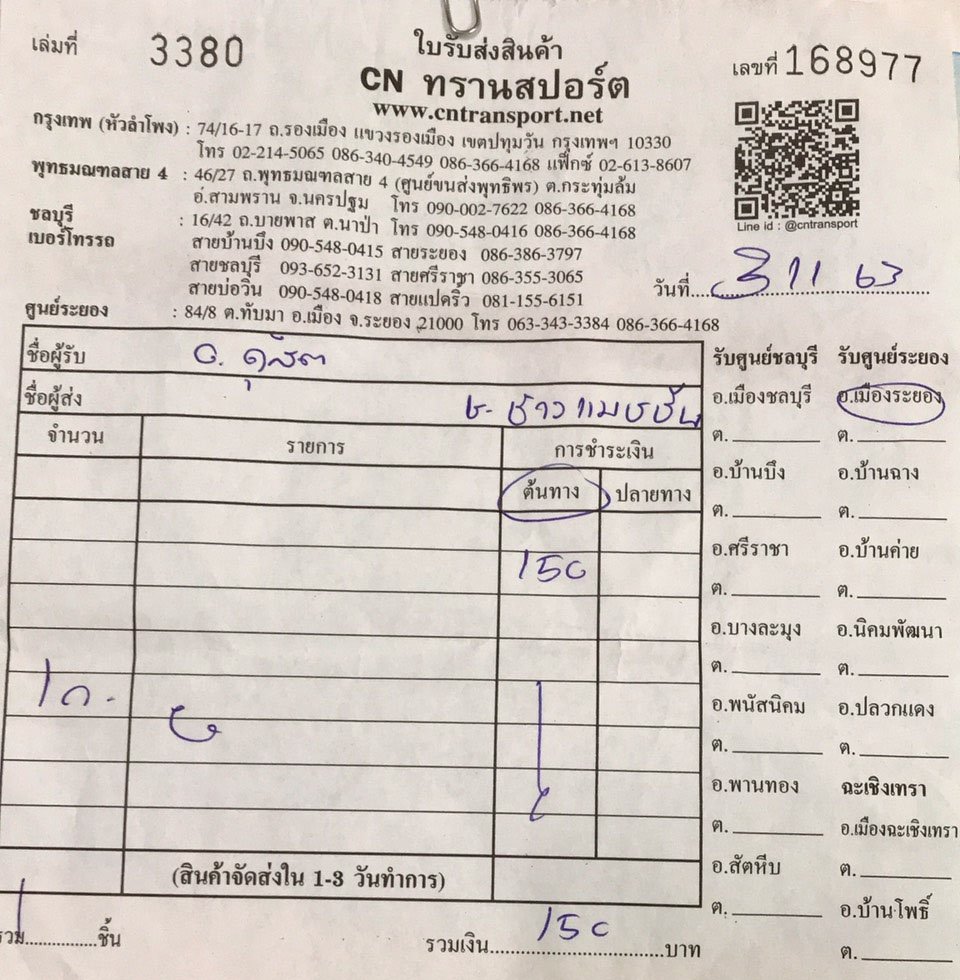 เล่มที่ 3380
ใบรับส่งสินค้า
CN ทรานสปอร์ต
www.cntransport.net
เลขที่ 168977
กรุงเทพ (หัวลำโพง) : 74/16-17 ถ.รองเมือง แขวงรองเมือง เขตปทุมวัน กรุงเทพฯ 10330
โทร 02-214-5065 086-340-4549 086-366-4168 แฟ๊กซ์ 02-613-8607
พุทธมณฑลสาย 4 : 46/27 ถ.พุทธมณฑลสาย 4 (ศูนย์ขนส่งพุทธิพร) ต.กระทุ่มล้ม
อ.สามพราน จ.นครปฐม โทร 090-002-7622 086-366-4168
ชลบุรี : 16/42 ถ.บายพาส ต.นาป่า โทร 090-548-0416 086-366-4168
เบอร์โทรรถ สายบ้านบึง 090-548-0415 สายระยอง 086-386-3797
สายชลบุรี 093-652-3131 สายศรีราชา 086-355-3065
สายบ่อวิน 090-548-0418 สายแปดริ้ว 081-155-6151
ศูนย์ระยอง : 84/8 ต.ทับมา อ.เมือง จ.ระยอง 21000 โทร 063-343-3384 086-366-4168
Line id : @cntransport
วันที่ 3 11 63
ชื่อผู้รับ อ. ดุสิต
ชื่อผู้ส่ง
จำนวน รายการ การชำระเงิน
ต้นทาง ปลายทาง
150
1 ก.
(สินค้าจัดส่งใน 1-3 วันทำการ)
รวม 1 ชิ้น
รวมเงิน 150 บาท
รับศูนย์ชลบุรี รับศูนย์ระยอง
อ.เมืองชลบุรี อ.เมืองระยอง
ต. ต.
อ.บ้านบึง อ.บ้านฉาง
ต. ต.
อ.ศรีราชา อ.บ้านค่าย
ต. ต.
อ.บางละมุง อ.นิคมพัฒนา
ต. ต.
อ.พนัสนิคม อ.ปลวกแดง
ต. ต.
อ.พานทอง ฉะเชิงเทรา
ต. อ.เมืองฉะเชิงเทรา
อ.สัตหีบ ต.
ต. อ.บ้านโพธิ์
ต.